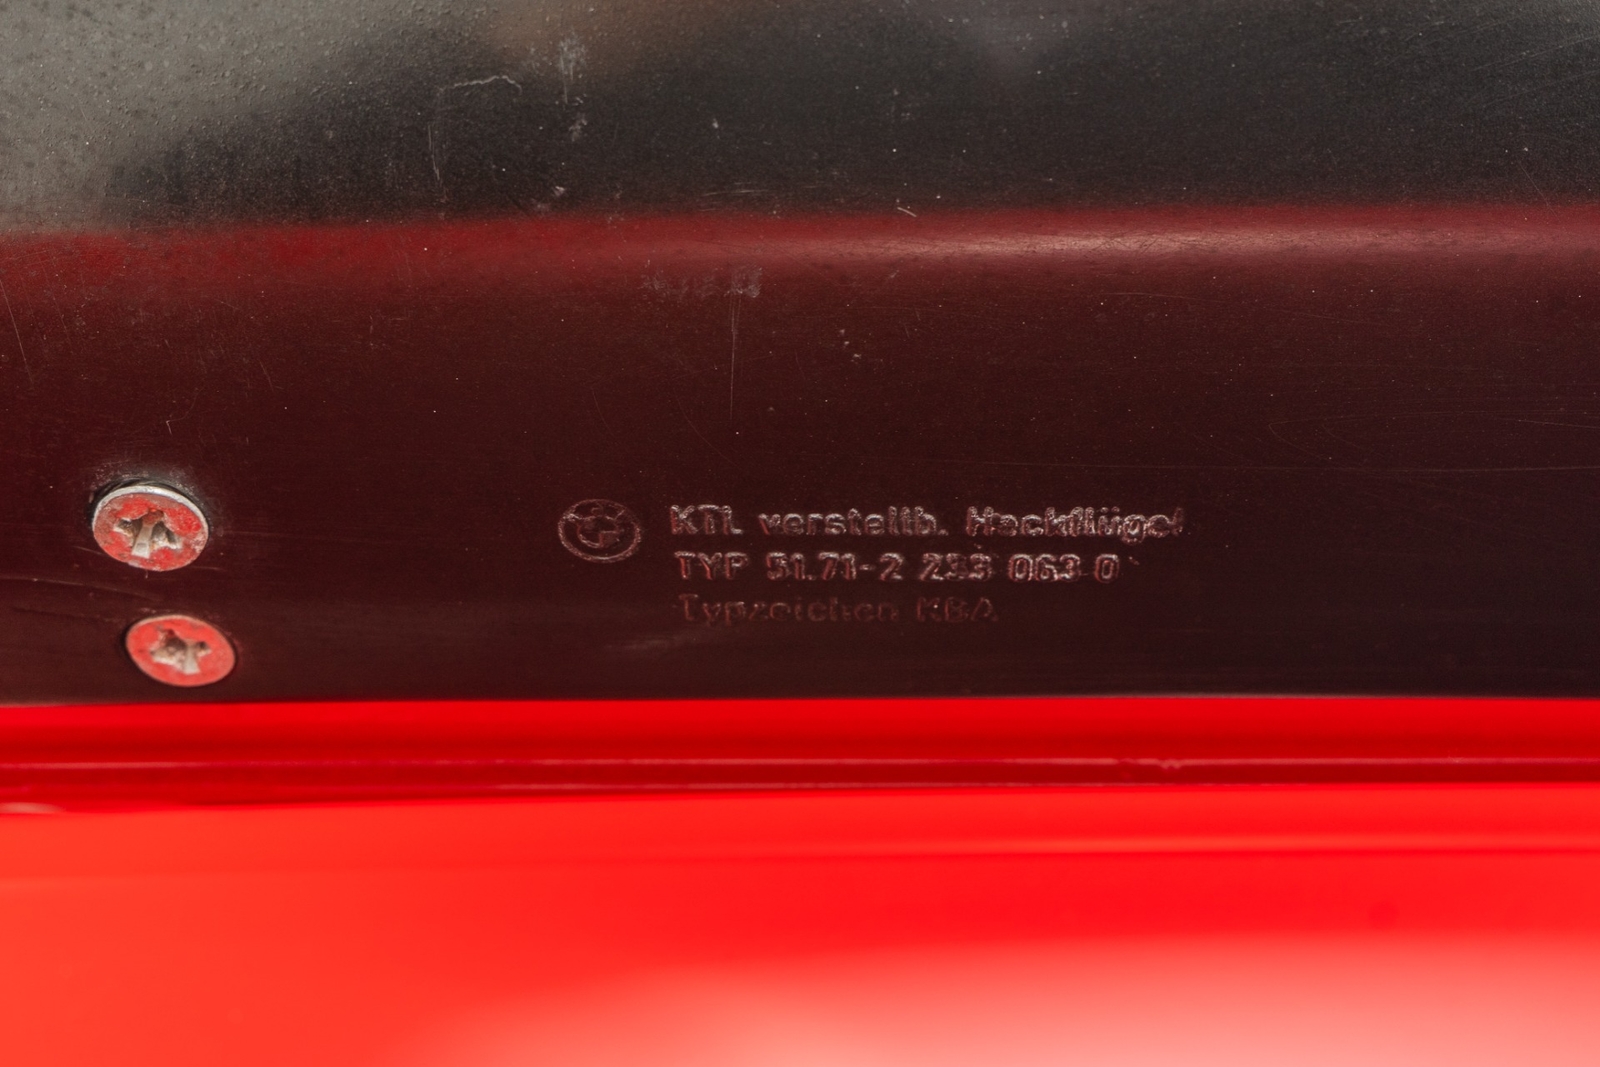 KTL verstellb. Heckflügel
TYP 51.71-2 233 063 0
Typzeichen KBA